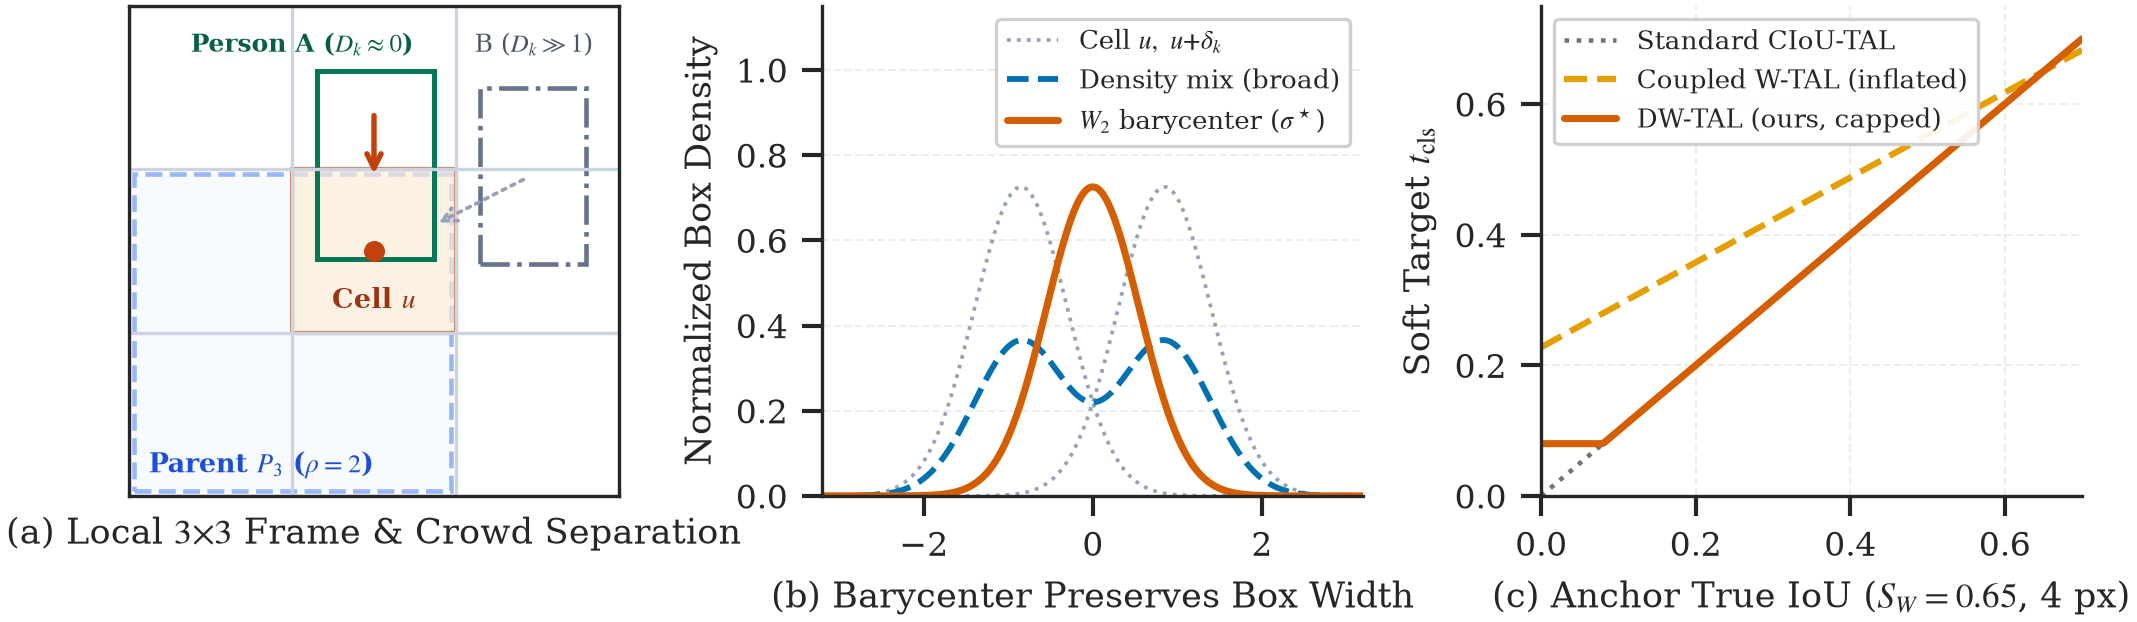 Person A (D_k ≈ 0)
B (D_k ≫ 1)
Cell u
Parent P_3 (ρ = 2)
(a) Local 3×3 Frame & Crowd Separation
Normalized Box Density
1.0
0.8
0.6
0.4
0.2
0.0
Cell u, u+δ_k
Density mix (broad)
W_2 barycenter (σ⋆)
−2
0
2
(b) Barycenter Preserves Box Width
Soft Target t_cls
0.6
0.4
0.2
0.0
Standard CIoU-TAL
Coupled W-TAL (inflated)
DW-TAL (ours, capped)
0.0
0.2
0.4
0.6
(c) Anchor True IoU (S_W = 0.65, 4 px)